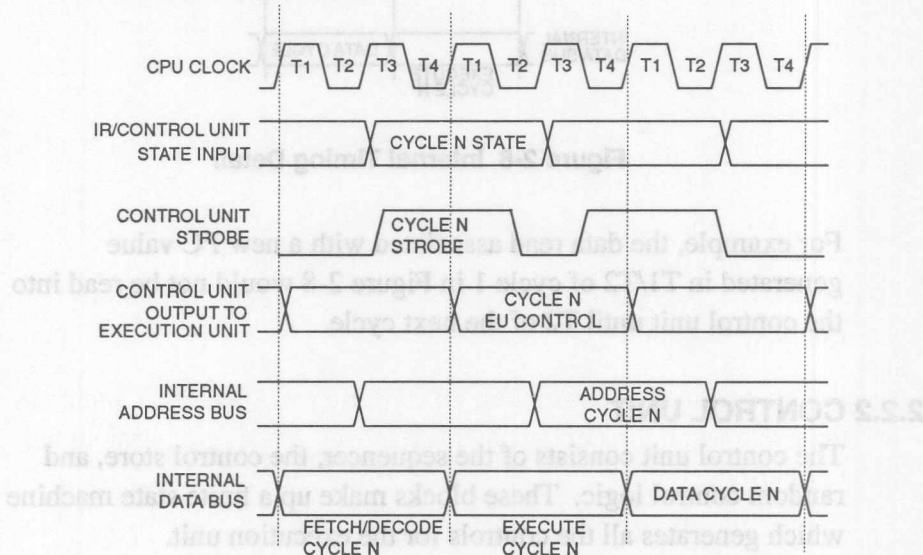 CPU CLOCK
T1 T2 T3 T4 T1 T2 T3 T4 T1 T2 T3 T4
IR/CONTROL UNIT
STATE INPUT
CYCLE N STATE
CONTROL UNIT
STROBE
CYCLE N
STROBE
CONTROL UNIT
OUTPUT TO
EXECUTION UNIT
CYCLE N
EU CONTROL
INTERNAL
ADDRESS BUS
ADDRESS
CYCLE N
INTERNAL
DATA BUS
DATACYCLE N
FETCH/DECODE
CYCLE N
EXECUTE
CYCLE N
Figure 2-8 Internal Timing Detail
For example, the data read associated with a new PC value
generated in T1/T2 of cycle 1 in Figure 2-8 would not be read into
the control unit until the next cycle
2.2.2 CONTROL UNIT
The control unit consists of the sequencer, the control store, and
random control logic. These blocks make up a finite state machine
which generates all the controls for the execution unit.